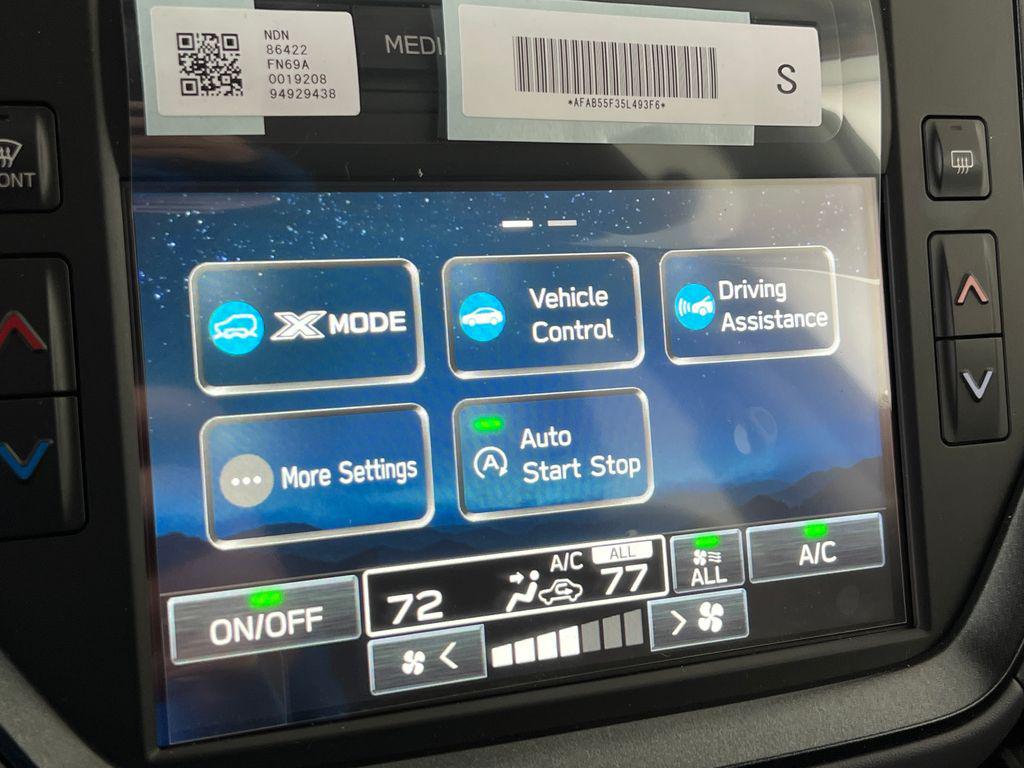 NDN
86422
FN69A
0019208
94929438
MEDI
*AFAB55F35L493F6*
S
ONT
X MODE
Vehicle
Control
Driving
Assistance
More Settings
A
Auto
Start Stop
ON/OFF
72
A/C
ALL
77
ALL
A/C